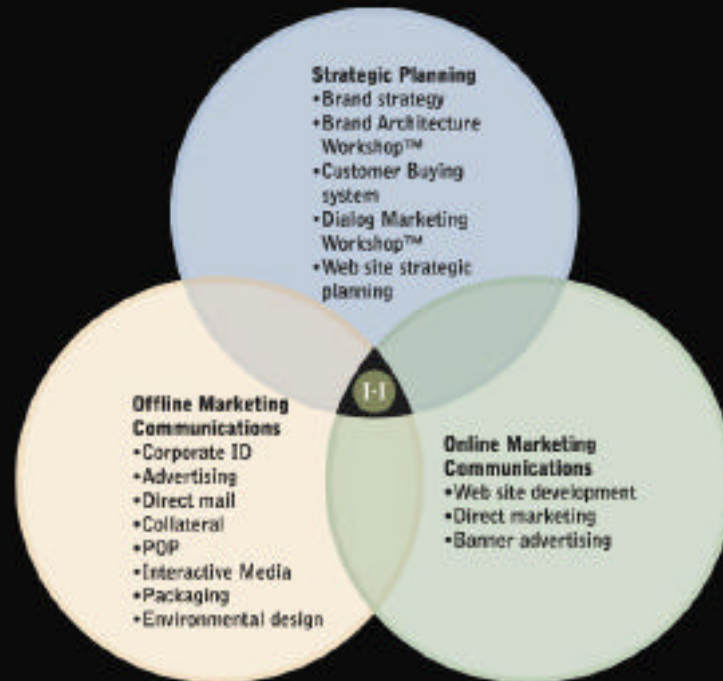 Strategic Planning
•Brand strategy
•Brand Architecture
Workshop™
•Customer Buying
system
•Dialog Marketing
Workshop™
•Web site strategic
planning
1-1
Offline Marketing
Communications
•Corporate ID
•Advertising
•Direct mail
•Collateral
•POP
•Interactive Media
•Packaging
•Environmental design
Online Marketing
Communications
•Web site development
•Direct marketing
•Banner advertising